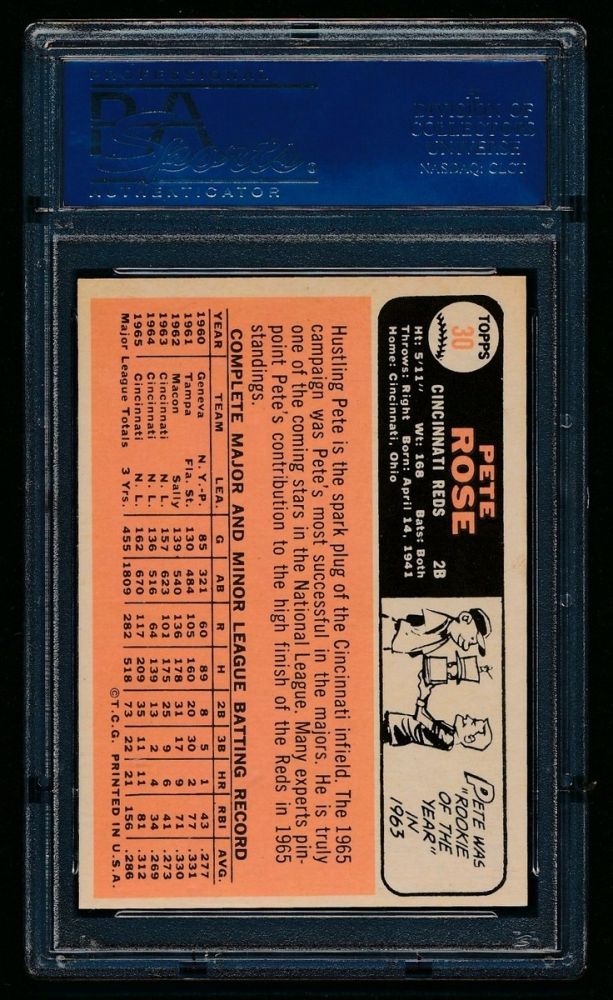 PROFESSIONAL
PSA
Sports
AUTHENTICATOR
A
DIVISION OF
COLLECTORS
UNIVERSE
NASDAQ: CLCT
TOPPS
30
PETE
ROSE
CINCINNATI REDS 2B
Ht: 5'11" Wt: 168 Bats: Both
Throws: Right Born: April 14, 1941
Home: Cincinnati, Ohio
PETE WAS
"ROOKIE
OF THE
YEAR"
IN
1963
Hustling Pete is the spark plug of the Cincinnati infield. The 1965
campaign was Pete's most successful in the majors. He is truly
one of the coming stars in the National League. Many experts pin-
point Pete's contribution to the high finish of the Reds in 1965
standings.
COMPLETE MAJOR AND MINOR LEAGUE BATTING RECORD
YEAR TEAM LEA. G AB R H 2B 3B HR RBI AVG.
1960 Geneva N.Y.-P. 85 321 60 89 8 5 1 43 .277
1961 Tampa Fla. St. 130 484 105 160 20 30 2 77 .331
1962 Macon Sally 139 540 136 178 31 17 9 71 .330
1963 Cincinnati N. L. 157 623 101 170 25 9 6 41 .273
1964 Cincinnati N. L. 136 516 64 139 13 2 4 34 .269
1965 Cincinnati N. L. 162 670 117 209 35 11 11 81 .312
Major League Totals 3 Yrs. 455 1809 282 518 73 22 21 156 .286
©T.C.G. PRINTED IN U.S.A.